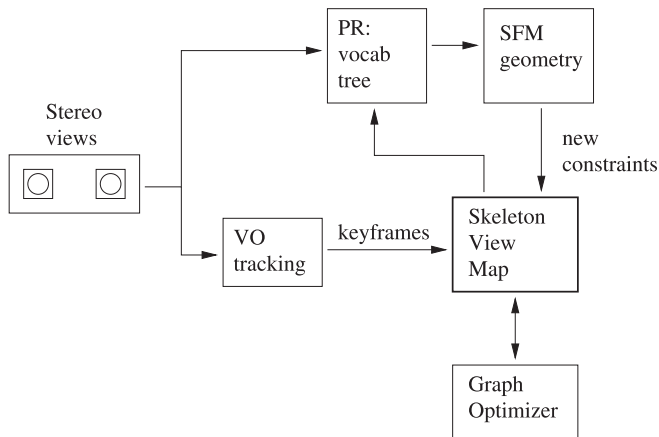 PR:
vocab
tree
SFM
geometry
Stereo
views
new
constraints
VO
tracking
keyframes
Skeleton
View
Map
Graph
Optimizer